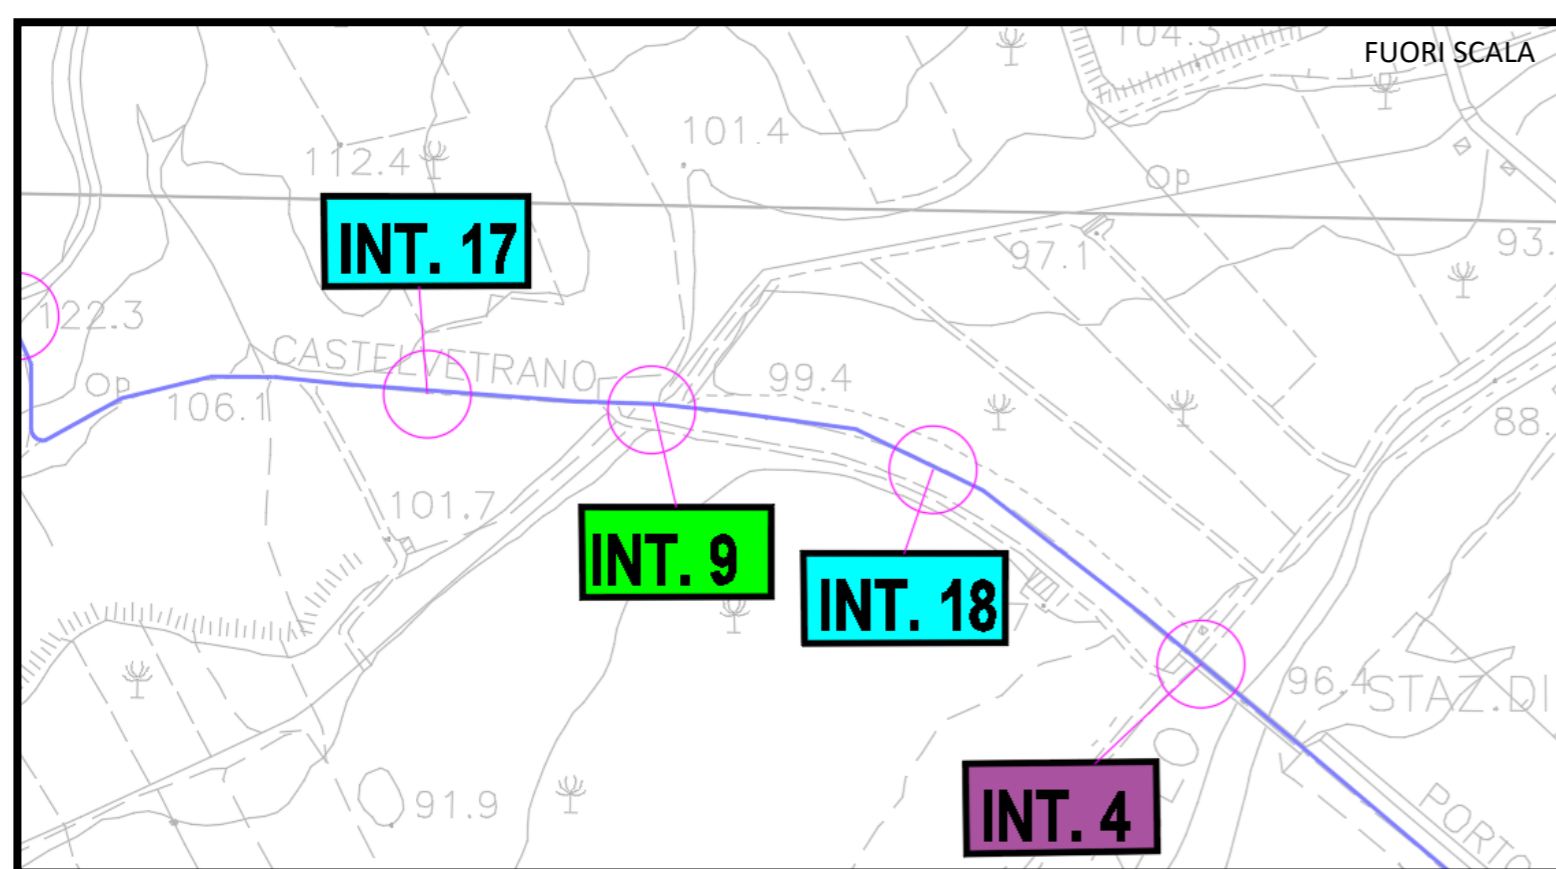 104.3
FUORI SCALA
101.4
112.4
Op
INT. 17
97.1
93.
122.3
CASTELVETRANO
99.4
Op
106.1
88.
101.7
INT. 9
INT. 18
96.4
STAZ.DI
INT. 4
91.9
PORTO